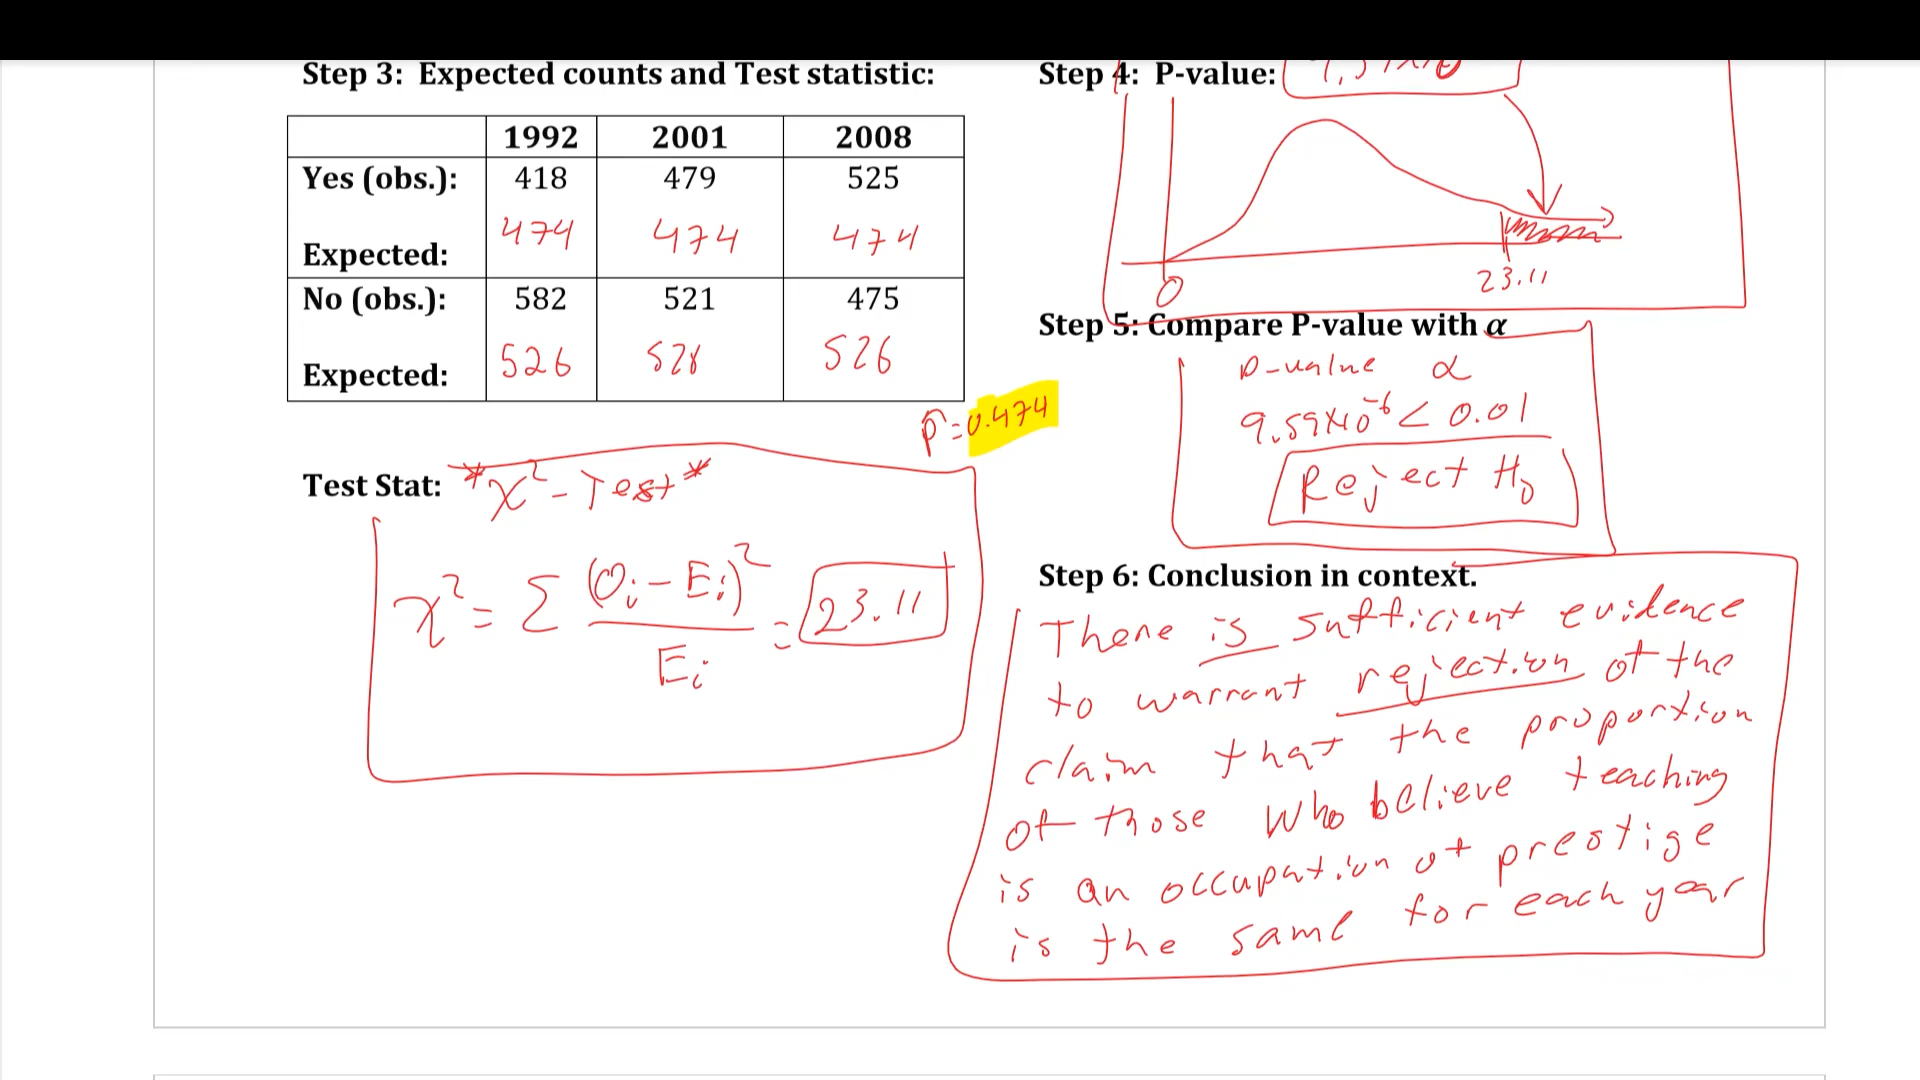 Step 3: Expected counts and Test statistic:
1992 2001 2008
Yes (obs.): 418 479 525
Expected: 474 474 474
No (obs.): 582 521 475
Expected: 526 526 526
p̂=0.474
Test Stat: *χ²-Test*
χ² = Σ (Oi - Ei)² / Ei = 23.11
Step 4: P-value:
0 23.11
Step 5: Compare P-value with α
P-value α
9.59×10⁻⁶ < 0.01
Reject H₀
Step 6: Conclusion in context.
There is sufficient evidence
to warrant rejection of the
claim that the proportion
of those who believe teaching
is an occupation of prestige
is the same for each year